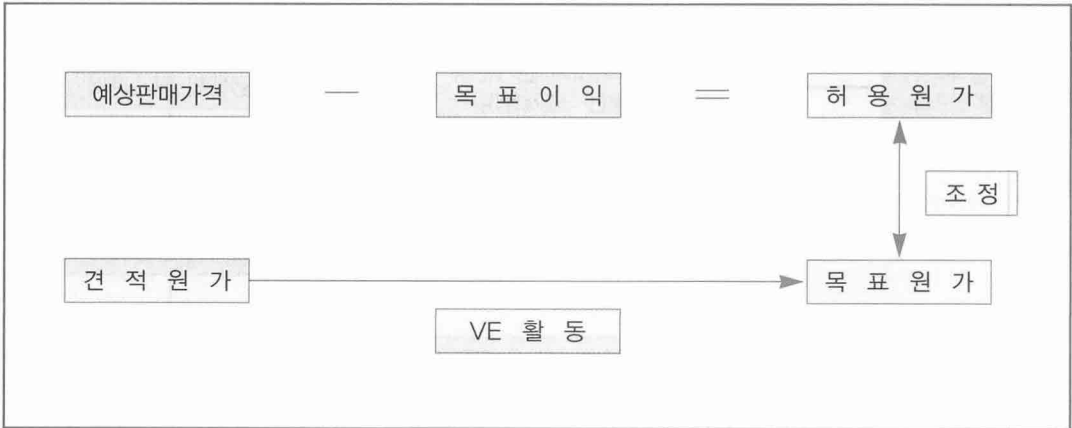 예상판매가격 — 목 표 이 익 = 허 용 원 가
조 정
견 적 원 가 목 표 원 가
VE 활 동